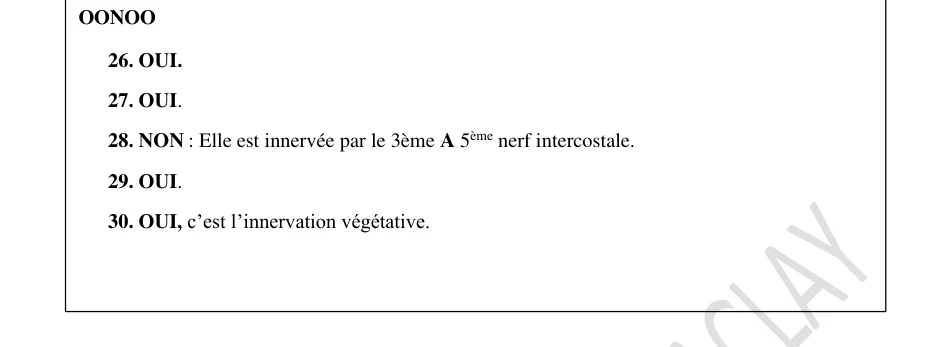 OONOO
26. OUI.
27. OUI.
28. NON : Elle est innervée par le 3ème A 5ème nerf intercostale.
29. OUI.
30. OUI, c’est l’innervation végétative.
ACLAY